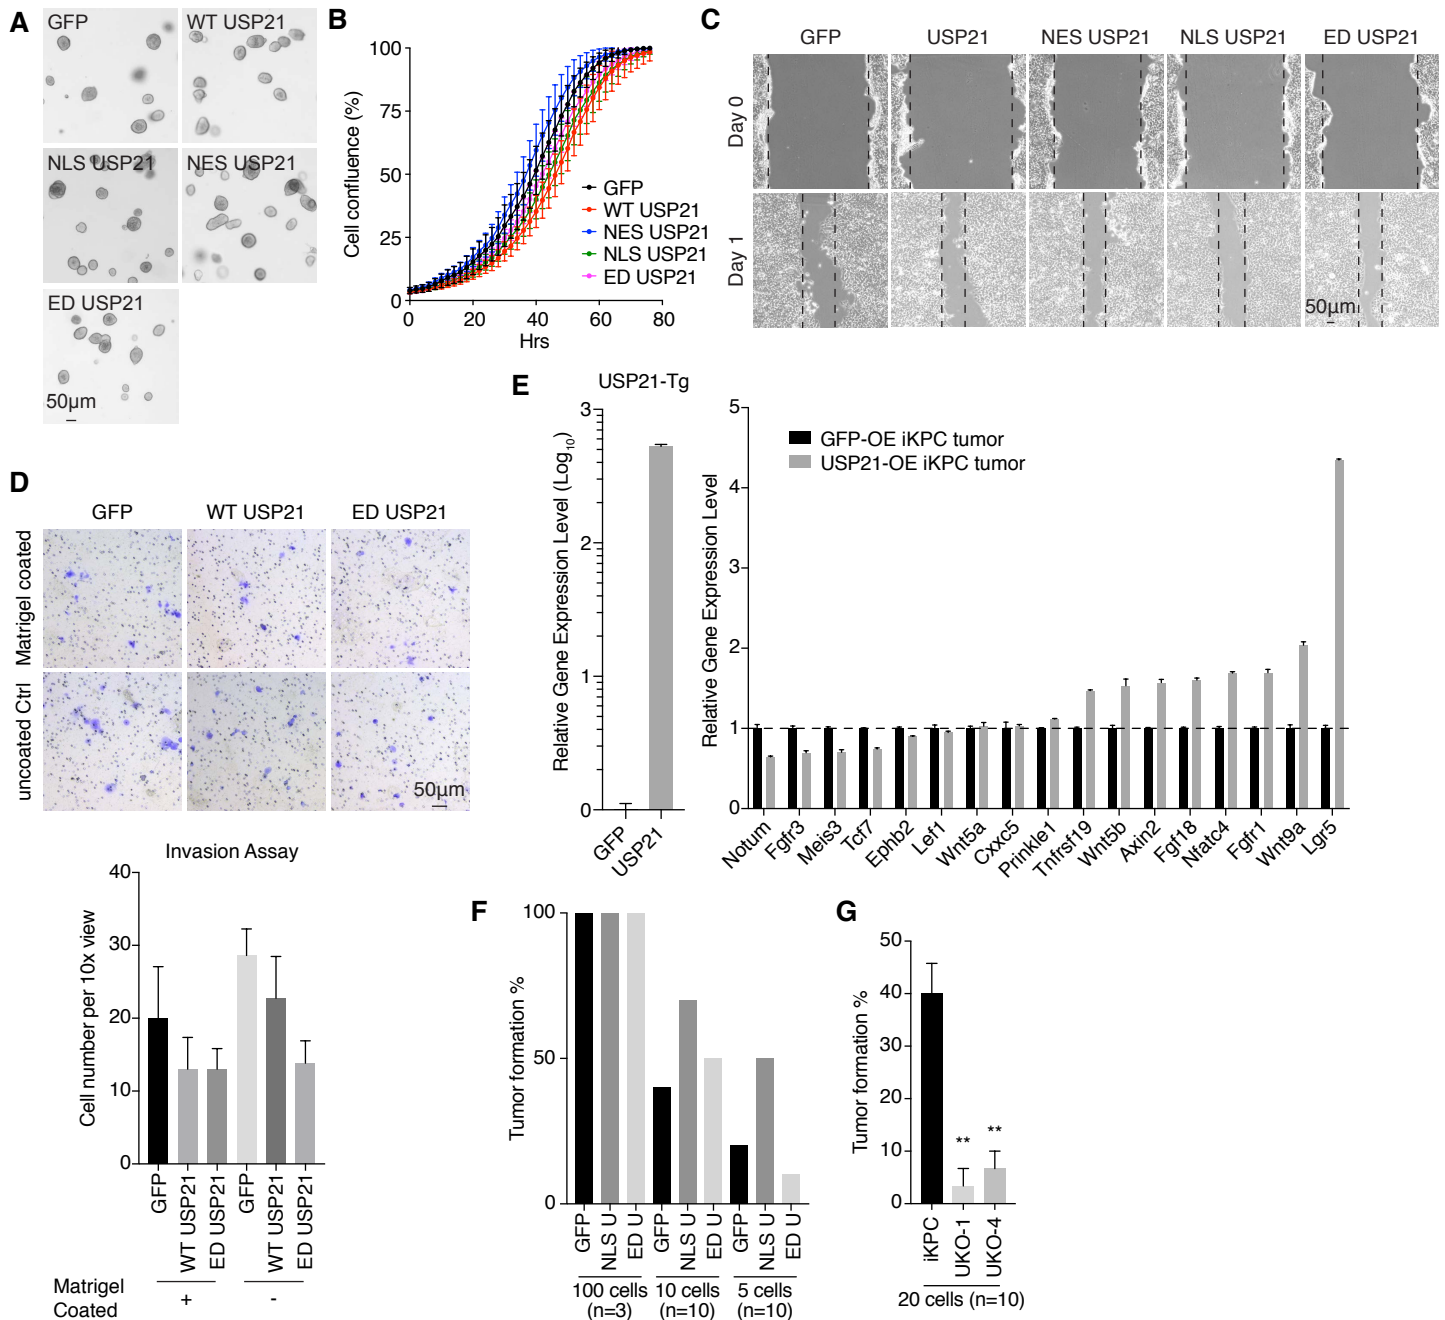 A
GFP
WT USP21
NLS USP21
NES USP21
ED USP21
50µm
B
100
75
50
25
0
Cell confluence (%)
0 20 40 60 80
Hrs
GFP
WT USP21
NES USP21
NLS USP21
ED USP21
C
GFP USP21 NES USP21 NLS USP21 ED USP21
Day 0
Day 1
50µm
D
GFP WT USP21 ED USP21
Matrigel coated
uncoated Ctrl
50µm
Invasion Assay
40
30
20
10
0
Cell number per 10x view
GFP
WT USP21
ED USP21
GFP
WT USP21
ED USP21
Matrigel
Coated
+ -
E
USP21-Tg
3
2
1
0
Relative Gene Expression Level (Log10)
GFP
USP21
5
4
3
2
1
0
Relative Gene Expression Level
GFP-OE iKPC tumor
USP21-OE iKPC tumor
Notum
Fgfr3
Meis3
Tcf7
Ephb2
Lef1
Wnt5a
Cxxc5
Prinkle1
Tnfrsf19
Wnt5b
Axin2
Fgf18
Nfatc4
Fgfr1
Wnt9a
Lgr5
F
100
50
0
Tumor formation %
GFP
NLS U
ED U
GFP
NLS U
ED U
GFP
NLS U
ED U
100 cells 10 cells 5 cells
(n=3) (n=10) (n=10)
G
50
40
30
20
10
0
Tumor formation %
** **
iKPC
UKO-1
UKO-4
20 cells (n=10)